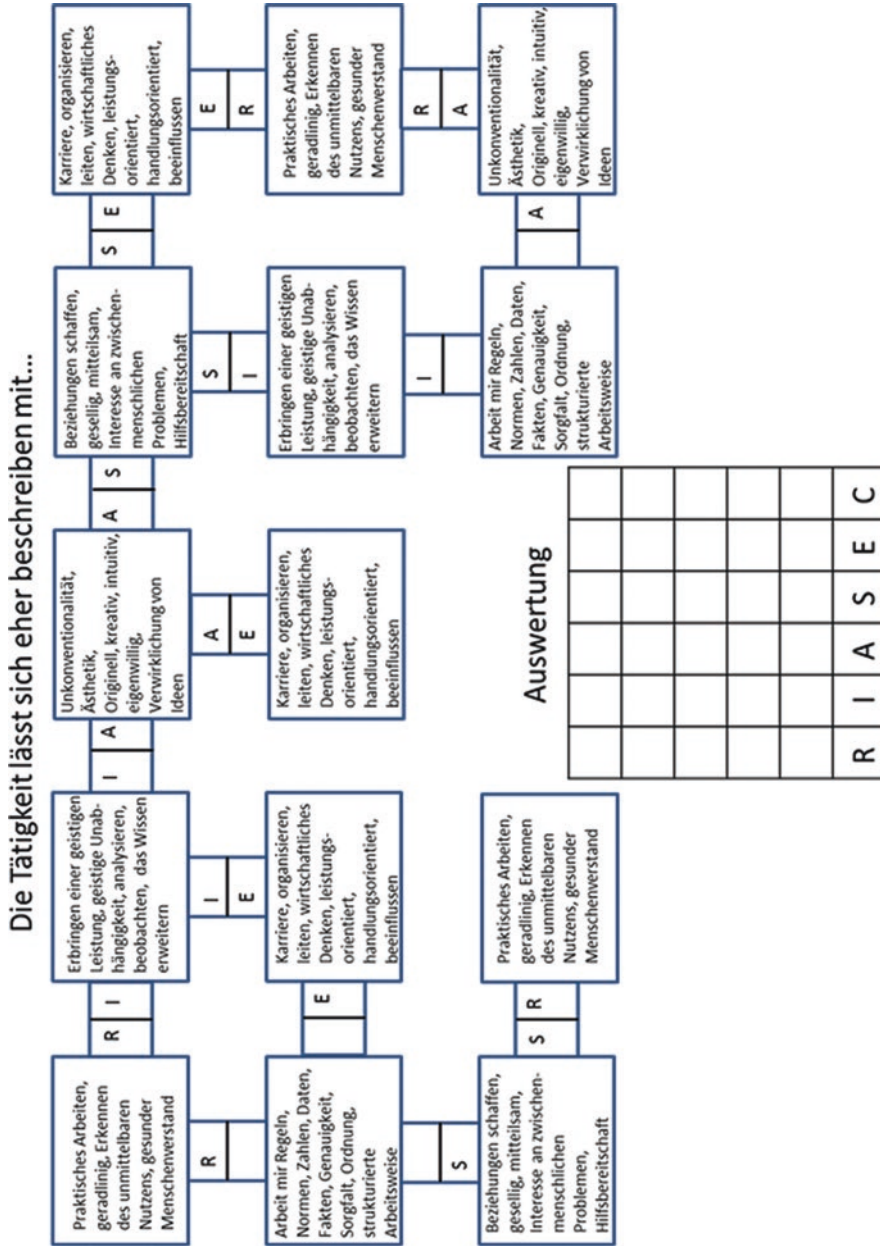 Die Tätigkeit lässt sich eher beschreiben mit...
Praktisches Arbeiten,
geradlinig, Erkennen
des unmittelbaren
Nutzens, gesunder
Menschenverstand
R I
Erbringen einer geistigen
Leistung, geistige Unab-
hängigkeit, analysieren,
beobachten, das Wissen
erweitern
I A
Unkonventionalität,
Ästhetik,
Originell, kreativ, intuitiv,
eigenwillig,
Verwirklichung von
Ideen
A S
Beziehungen schaffen,
gesellig, mitteilsam,
Interesse an zwischen-
menschlichen
Problemen,
Hilfsbereitschaft
S E
Karriere, organisieren,
leiten, wirtschaftliches
Denken, leistungs-
orientiert,
handlungsorientiert,
beeinflussen
R
I
E
A
E
S
I
E
R
Arbeit mir Regeln,
Normen, Zahlen, Daten,
Fakten, Genauigkeit,
Sorgfalt, Ordnung,
strukturierte
Arbeitsweise
E
Karriere, organisieren,
leiten, wirtschaftliches
Denken, leistungs-
orientiert,
handlungsorientiert,
beeinflussen
Karriere, organisieren,
leiten, wirtschaftliches
Denken, leistungs-
orientiert,
handlungsorientiert,
beeinflussen
Erbringen einer geistigen
Leistung, geistige Unab-
hängigkeit, analysieren,
beobachten, das Wissen
erweitern
Praktisches Arbeiten,
geradlinig, Erkennen
des unmittelbaren
Nutzens, gesunder
Menschenverstand
S
I
R
A
Beziehungen schaffen,
gesellig, mitteilsam,
Interesse an zwischen-
menschlichen
Problemen,
Hilfsbereitschaft
S R
Praktisches Arbeiten,
geradlinig, Erkennen
des unmittelbaren
Nutzens, gesunder
Menschenverstand
Arbeit mir Regeln,
Normen, Zahlen, Daten,
Fakten, Genauigkeit,
Sorgfalt, Ordnung,
strukturierte
Arbeitsweise
A
Unkonventionalität,
Ästhetik,
Originell, kreativ, intuitiv,
eigenwillig,
Verwirklichung von
Ideen
Auswertung
R I A S E C